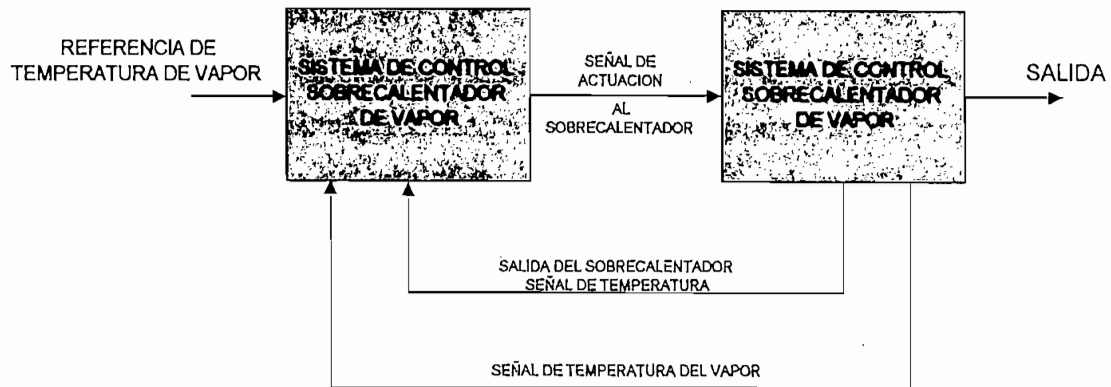 REFERENCIA DE
TEMPERATURA DE VAPOR
SISTEMA DE CONTROL
SOBRECALENTADOR
DE VAPOR
SEÑAL DE
ACTUACION
AL
SOBRECALENTADOR
SISTEMA DE CONTROL
SOBRECALENTADOR
DE VAPOR
SALIDA
SALIDA DEL SOBRECALENTADOR
SEÑAL DE TEMPERATURA
SEÑAL DE TEMPERATURA DEL VAPOR